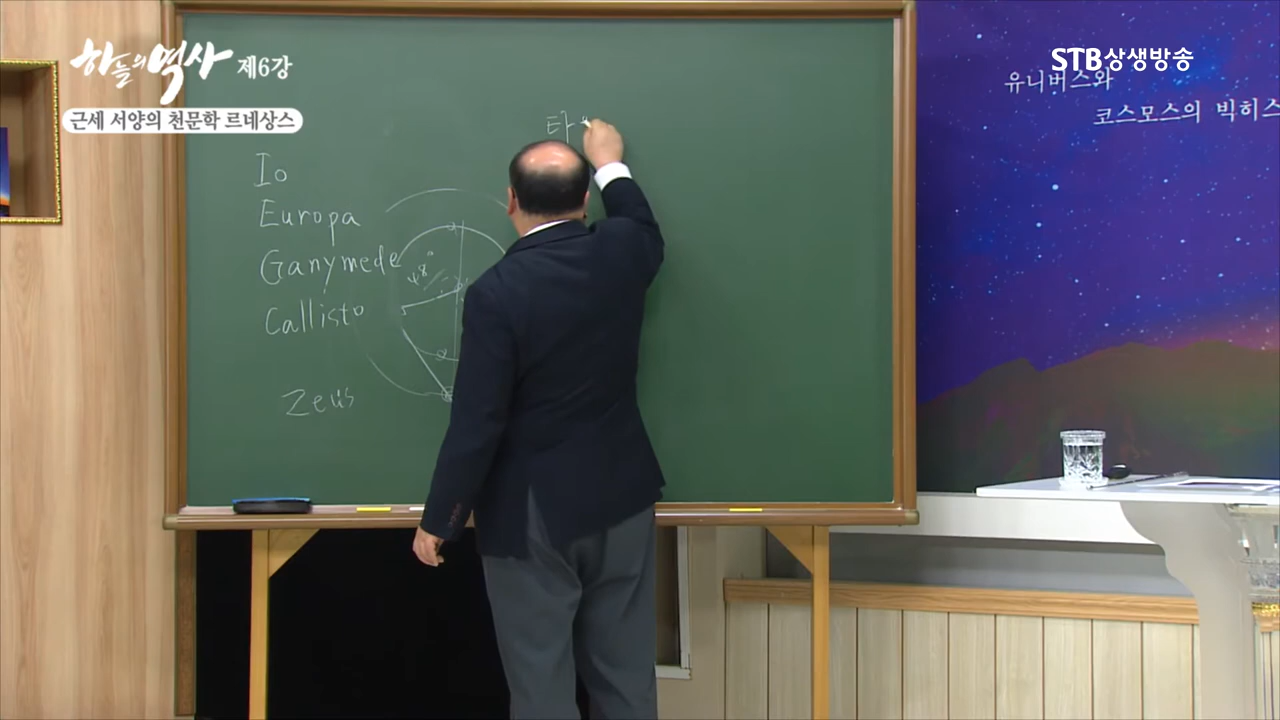 하늘의 역사 제6강
근세 서양의 천문학 르네상스
STB상생방송
유니버스와
코스모스의 빅히스
Io
Europa
Ganymede
Callisto
Zeus
48°
타